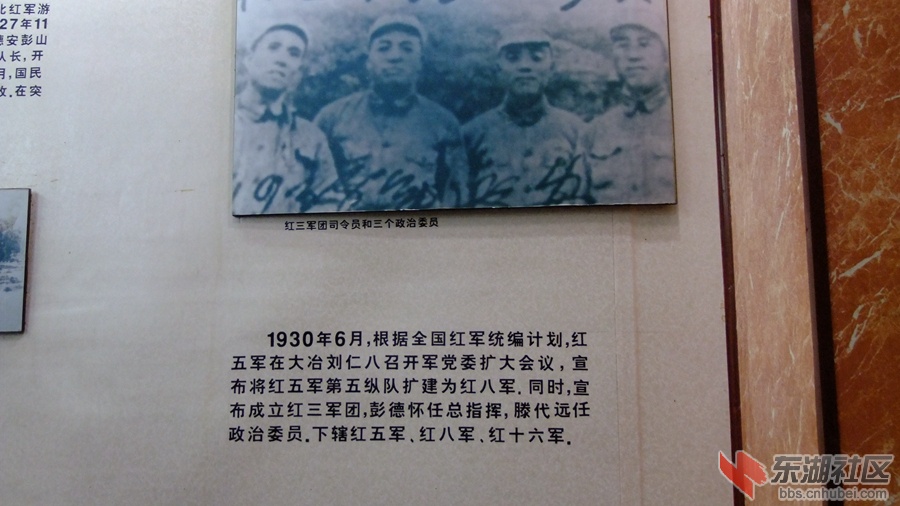 北红军游
27年11
德安彭山
队长,开
月,国民
攻.在突
红三军团司令员和三个政治委员
1930年6月,根据全国红军统编计划,红
五军在大冶刘仁八召开军党委扩大会议,宣
布将红五军第五纵队扩建为红八军.同时,宣
布成立红三军团,彭德怀任总指挥,滕代远任
政治委员.下辖红五军、红八军、红十六军.
东湖社区
bbs.cnhubei.com